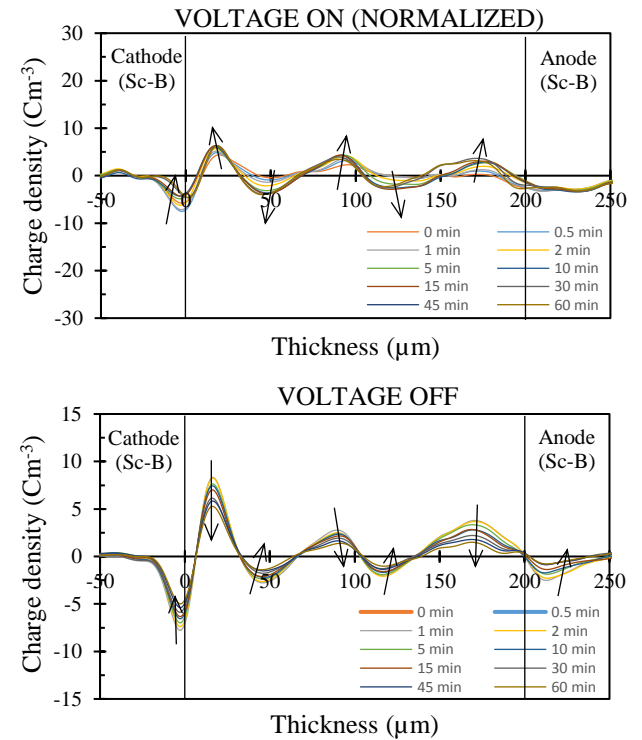 VOLTAGE ON (NORMALIZED)
Charge density (Cm-3)
30
20
10
0
-10
-20
-30
Cathode
(Sc-B)
Anode
(Sc-B)
-50 0 50 100 150 200 250
0 min 0.5 min
1 min 2 min
5 min 10 min
15 min 30 min
45 min 60 min
Thickness (µm)
VOLTAGE OFF
Charge density (Cm-3)
15
10
5
0
-5
-10
-15
Cathode
(Sc-B)
Anode
(Sc-B)
-50 0 50 100 150 200 250
0 min 0.5 min
1 min 2 min
5 min 10 min
15 min 30 min
45 min 60 min
Thickness (µm)